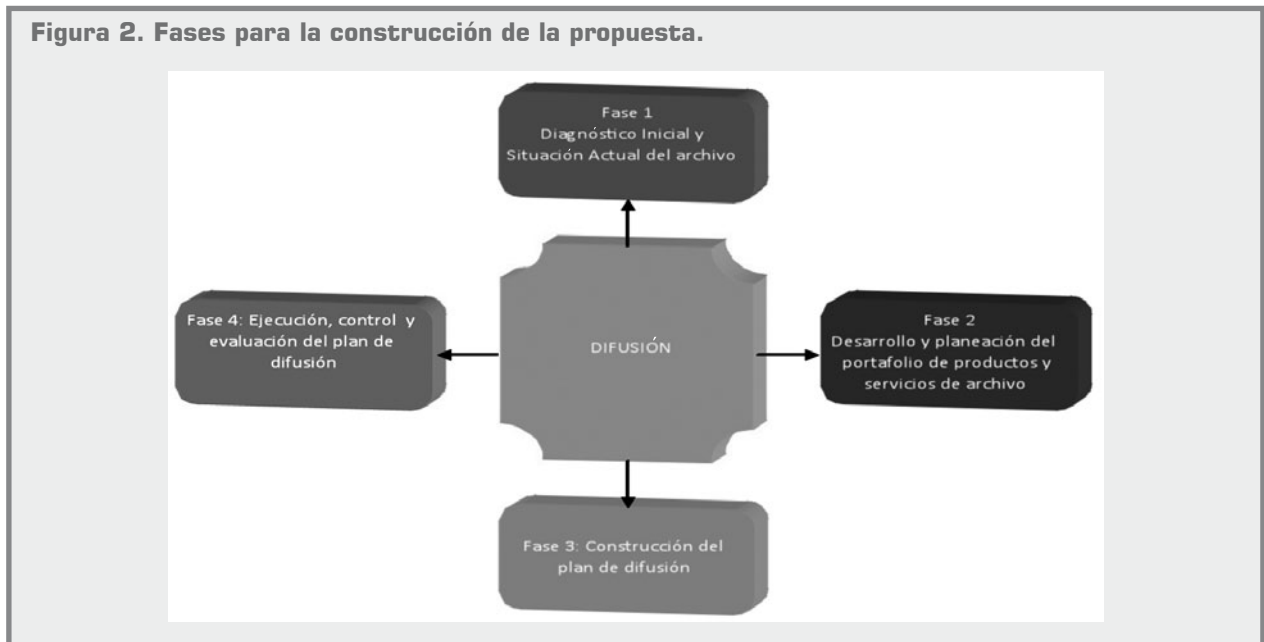 Figura 2. Fases para la construcción de la propuesta.
Fase 1
Diagnóstico Inicial y
Situación Actual del archivo
Fase 4: Ejecución, control y
evaluación del plan de
difusión
DIFUSIÓN
Fase 2
Desarrollo y planeación del
portafolio de productos y
servicios de archivo
Fase 3: Construcción del
plan de difusión